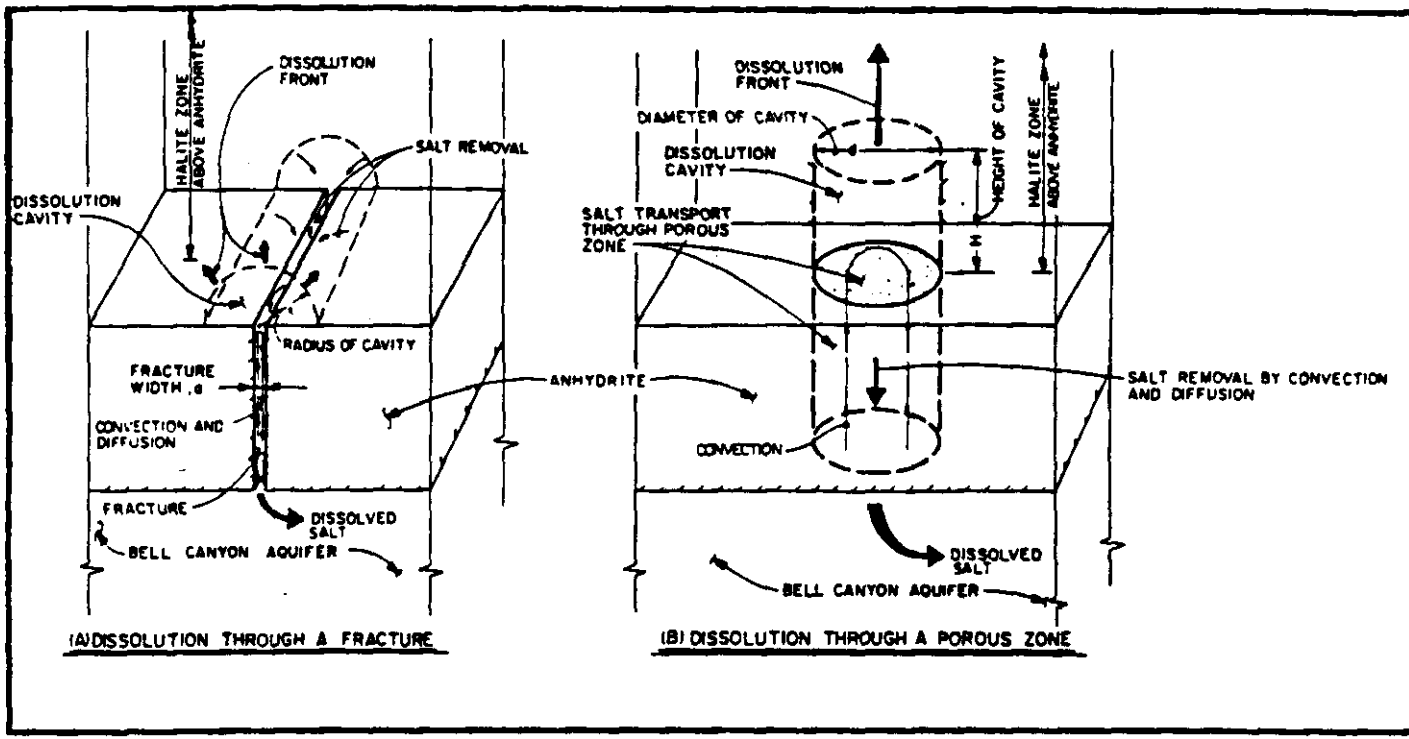 DISSOLUTION
FRONT
HALITE ZONE
ABOVE ANHYDRITE
SALT REMOVAL
DISSOLUTION
CAVITY
RADIUS OF CAVITY
FRACTURE
WIDTH, a
CONVECTION AND
DIFFUSION
FRACTURE
DISSOLVED
SALT
BELL CANYON AQUIFER
(A) DISSOLUTION THROUGH A FRACTURE
ANHYDRITE
DISSOLUTION
FRONT
DIAMETER OF CAVITY
DISSOLUTION
CAVITY
SALT TRANSPORT
THROUGH POROUS
ZONE
H
HEIGHT OF CAVITY
HALITE ZONE
ABOVE ANHYDRITE
SALT REMOVAL BY CONVECTION
AND DIFFUSION
CONVECTION
DISSOLVED
SALT
BELL CANYON AQUIFER
(B) DISSOLUTION THROUGH A POROUS ZONE